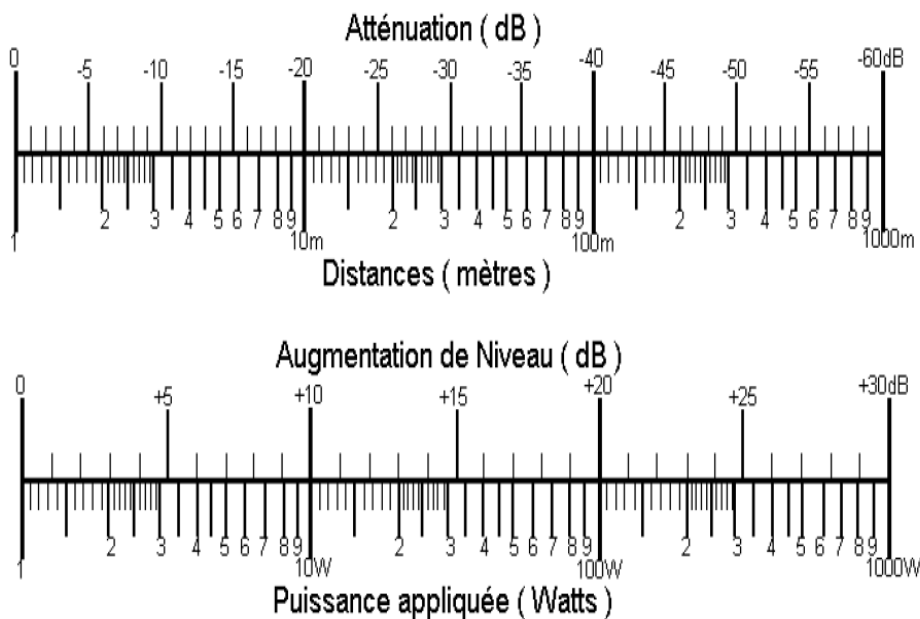 Atténuation ( dB )
0 -5 -10 -15 -20 -25 -30 -35 -40 -45 -50 -55 -60dB
2 3 4 5 6 7 8 9 2 3 4 5 6 7 8 9 2 3 4 5 6 7 8 9
1 10m 100m 1000m
Distances ( mètres )
Augmentation de Niveau ( dB )
0 +5 +10 +15 +20 +25 +30dB
2 3 4 5 6 7 8 9 2 3 4 5 6 7 8 9 2 3 4 5 6 7 8 9
1 10W 100W 1000W
Puissance appliquée ( Watts )